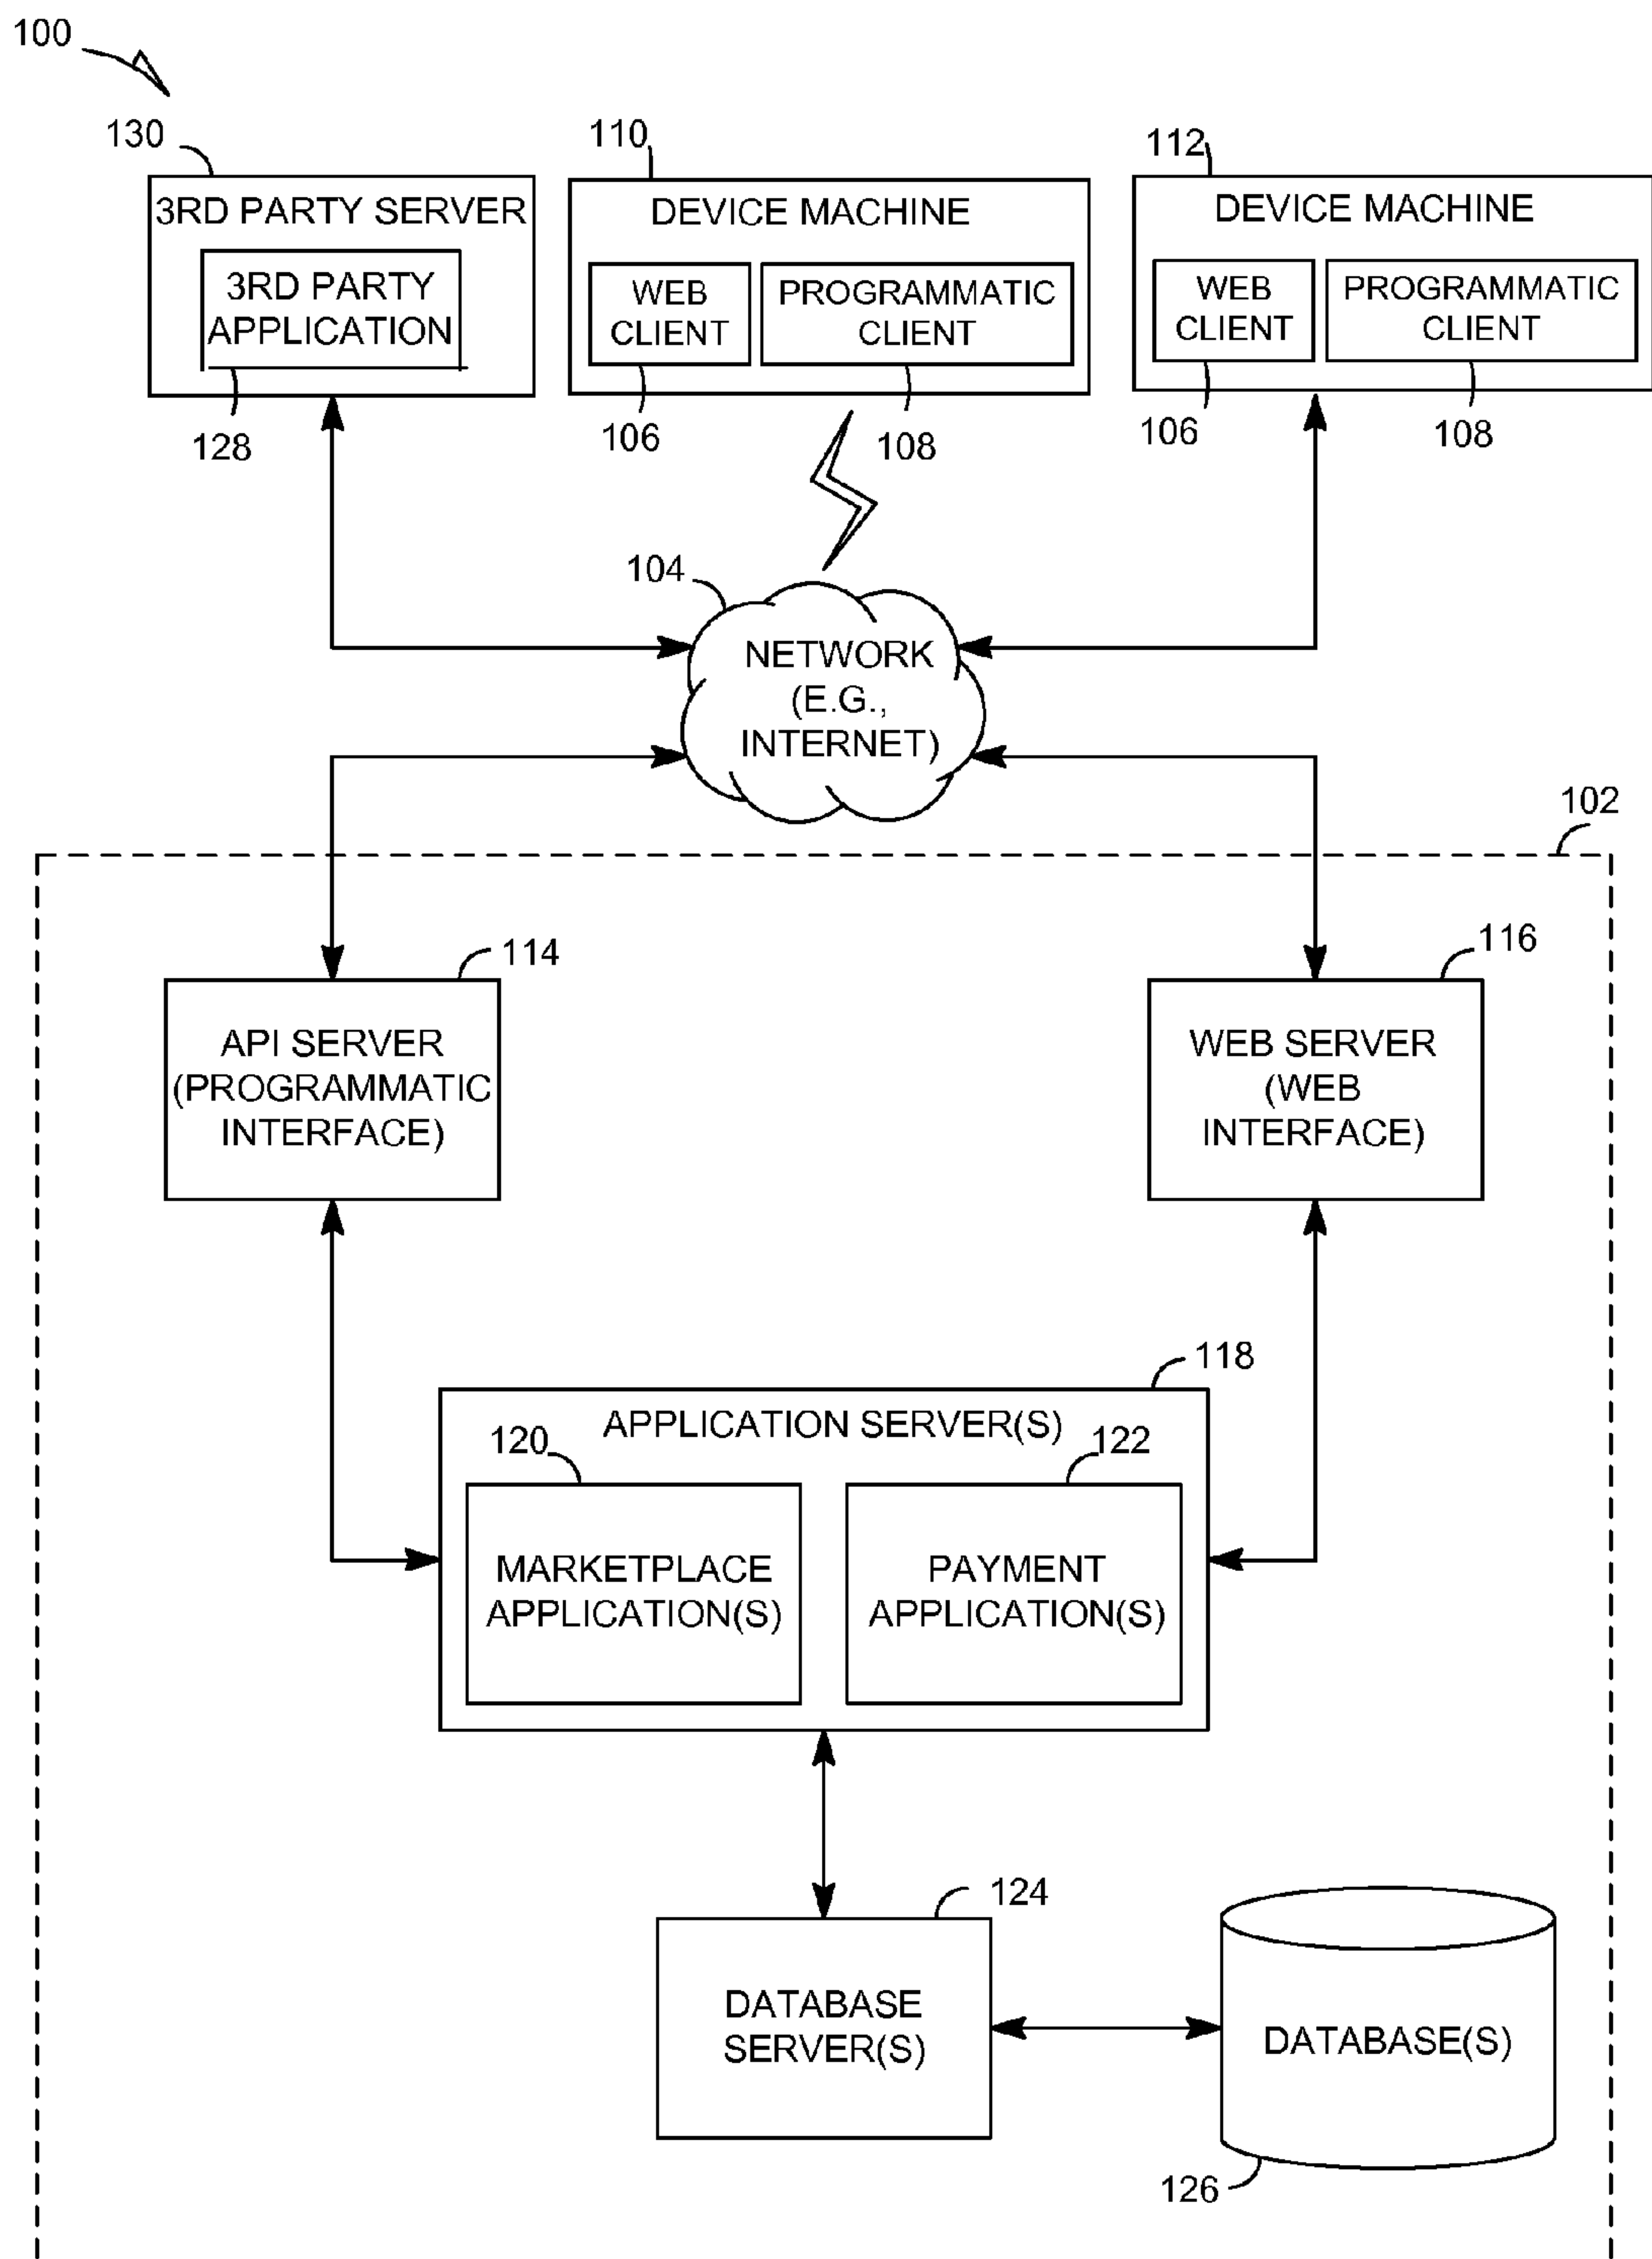 100
130
110
112
3RD PARTY SERVER
3RD PARTY
APPLICATION
128
DEVICE MACHINE
WEB
CLIENT
PROGRAMMATIC
CLIENT
106
108
DEVICE MACHINE
WEB
CLIENT
PROGRAMMATIC
CLIENT
106
108
104
NETWORK
(E.G.,
INTERNET)
102
114
API SERVER
(PROGRAMMATIC
INTERFACE)
116
WEB SERVER
(WEB
INTERFACE)
118
APPLICATION SERVER(S)
120
122
MARKETPLACE
APPLICATION(S)
PAYMENT
APPLICATION(S)
124
DATABASE
SERVER(S)
DATABASE(S)
126